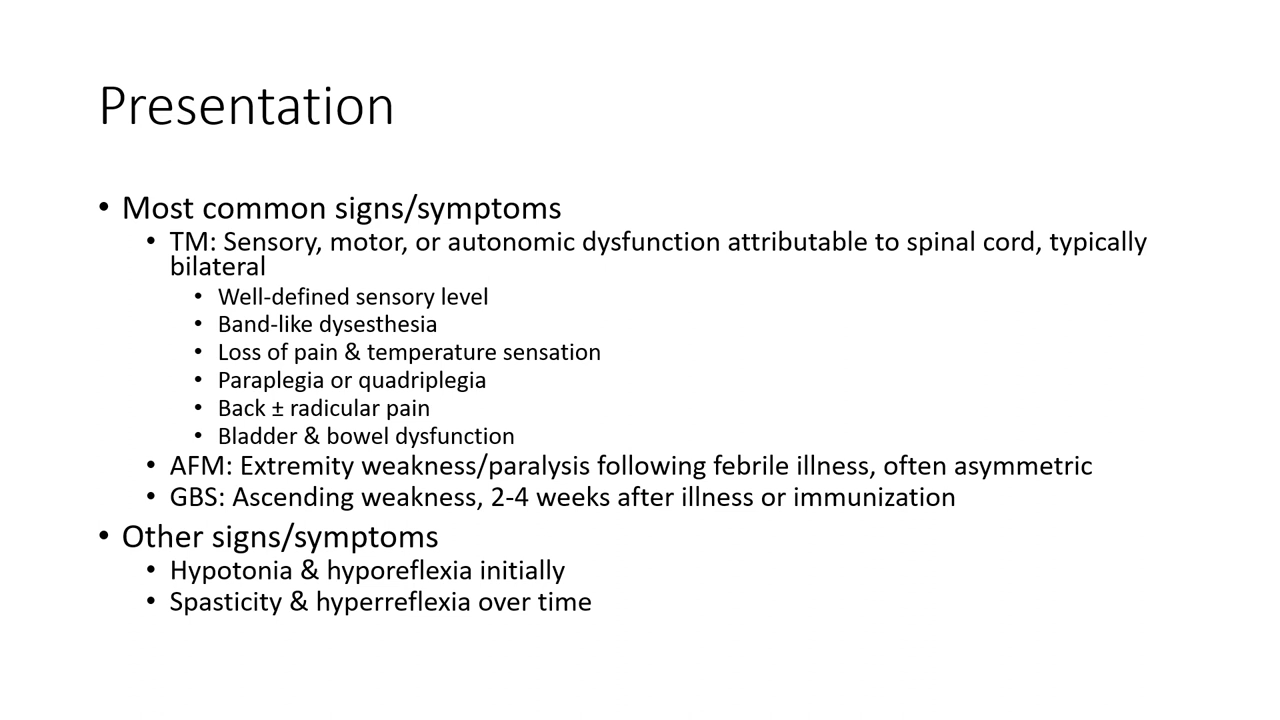 Presentation
• Most common signs/symptoms
• TM: Sensory, motor, or autonomic dysfunction attributable to spinal cord, typically
bilateral
• Well-defined sensory level
• Band-like dysesthesia
• Loss of pain & temperature sensation
• Paraplegia or quadriplegia
• Back ± radicular pain
• Bladder & bowel dysfunction
• AFM: Extremity weakness/paralysis following febrile illness, often asymmetric
• GBS: Ascending weakness, 2-4 weeks after illness or immunization
• Other signs/symptoms
• Hypotonia & hyporeflexia initially
• Spasticity & hyperreflexia over time